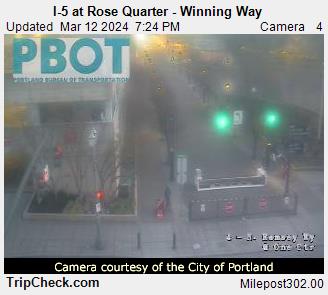 I-5 at Rose Quarter - Winning Way
Updated Mar 12 2024 7:24 PM Camera 4
PBOT
PORTLAND BUREAU OF TRANSPORTATION
Camera courtesy of the City of Portland
TripCheck.com Milepost302.00